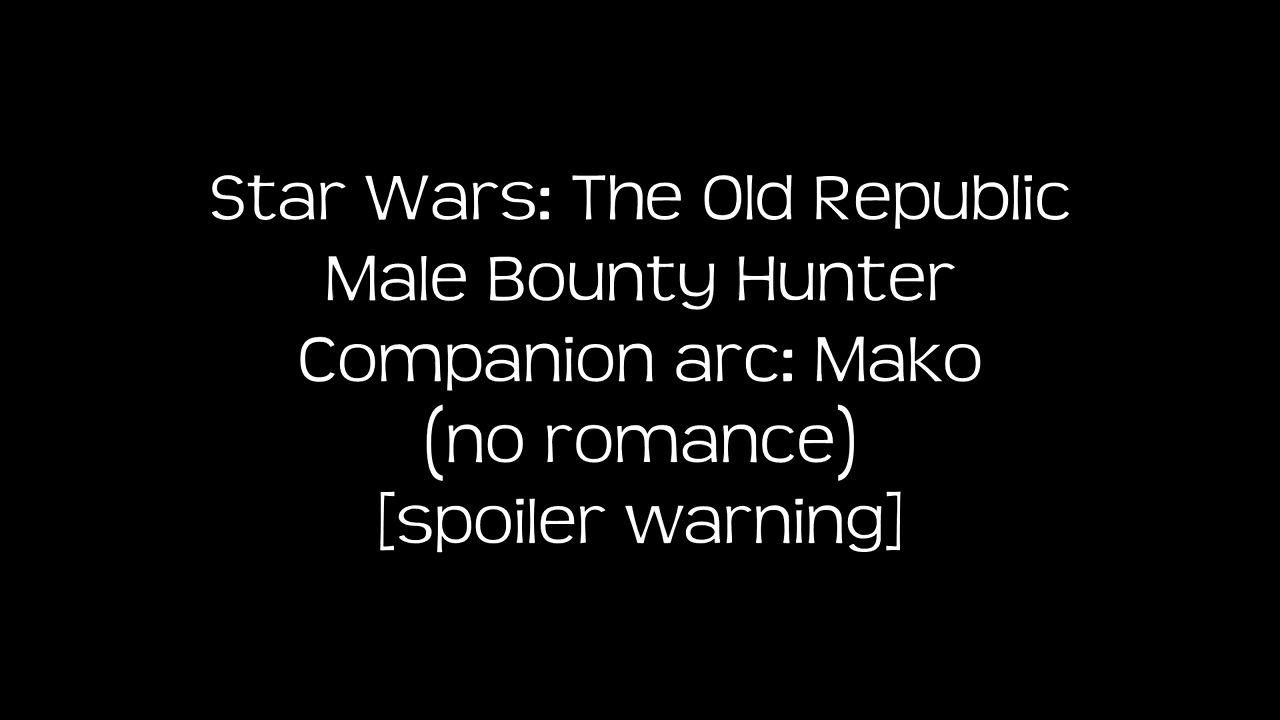 Star Wars: The Old Republic
Male Bounty Hunter
Companion arc: Mako
(no romance)
[spoiler warning]